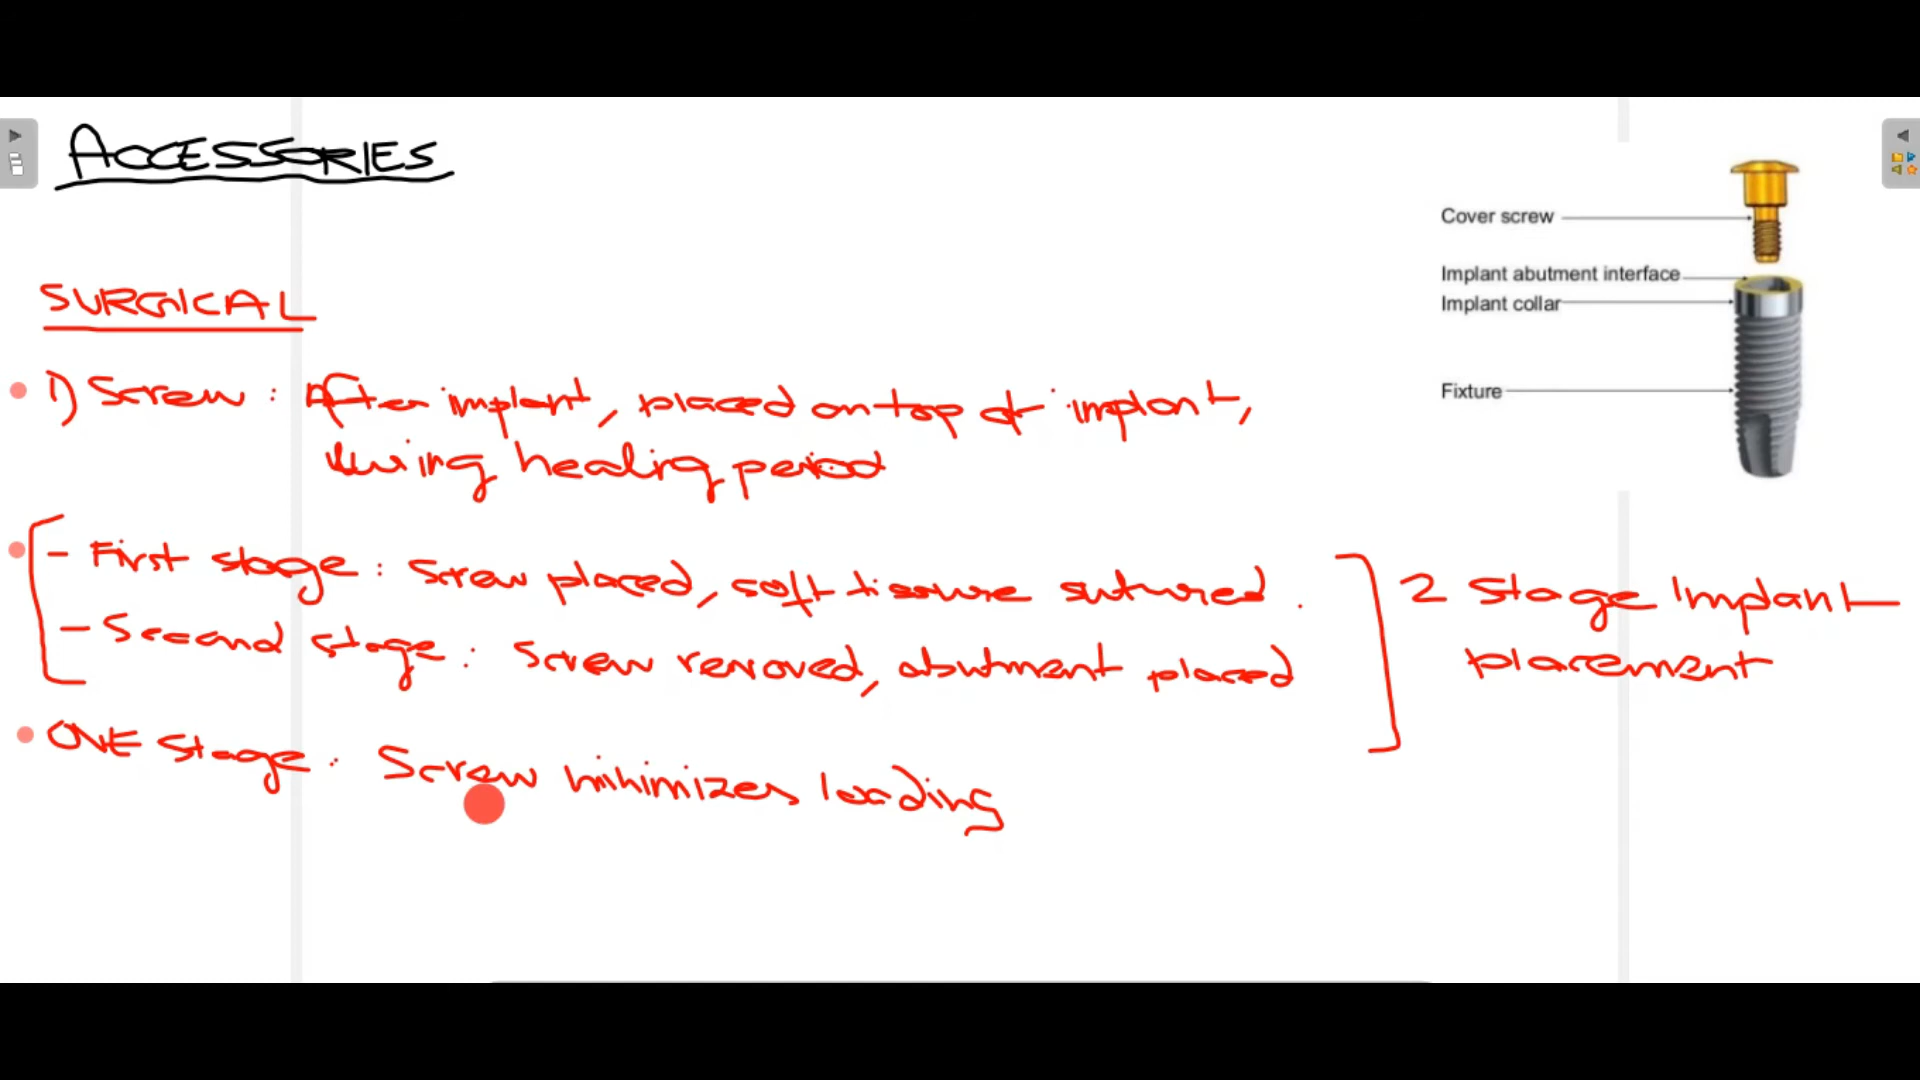 ACCESSORIES
SURGICAL
1) Screw : After implant, placed on top of implant,
during healing period
- First stage : Screw placed, soft tissue sutured.
- Second stage : Screw removed, abutment placed
2 Stage Implant
placement
ONE Stage : Screw minimizes loading
Cover screw
Implant abutment interface
Implant collar
Fixture